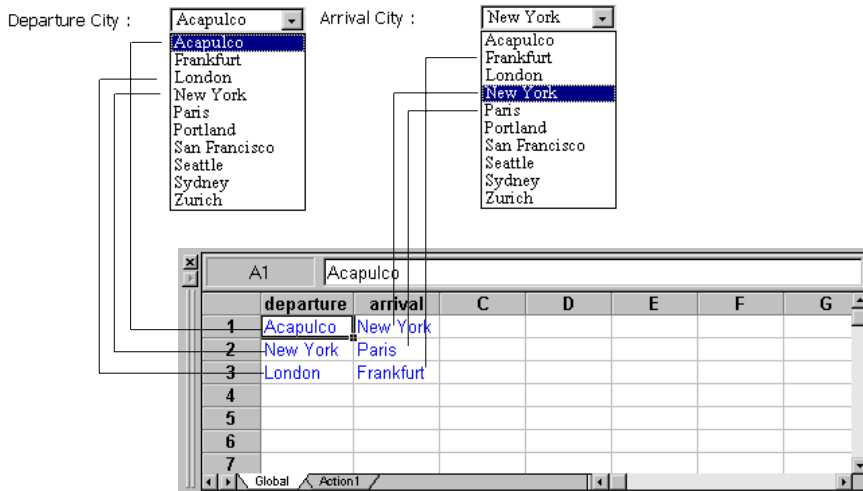 Departure City : Acapulco
Acapulco
Frankfurt
London
New York
Paris
Portland
San Francisco
Seattle
Sydney
Zurich
Arrival City : New York
Acapulco
Frankfurt
London
New York
Paris
Portland
San Francisco
Seattle
Sydney
Zurich
A1 Acapulco
departure arrival C D E F G
1 Acapulco New York
2 New York Paris
3 London Frankfurt
4
5
6
7
Global Action1